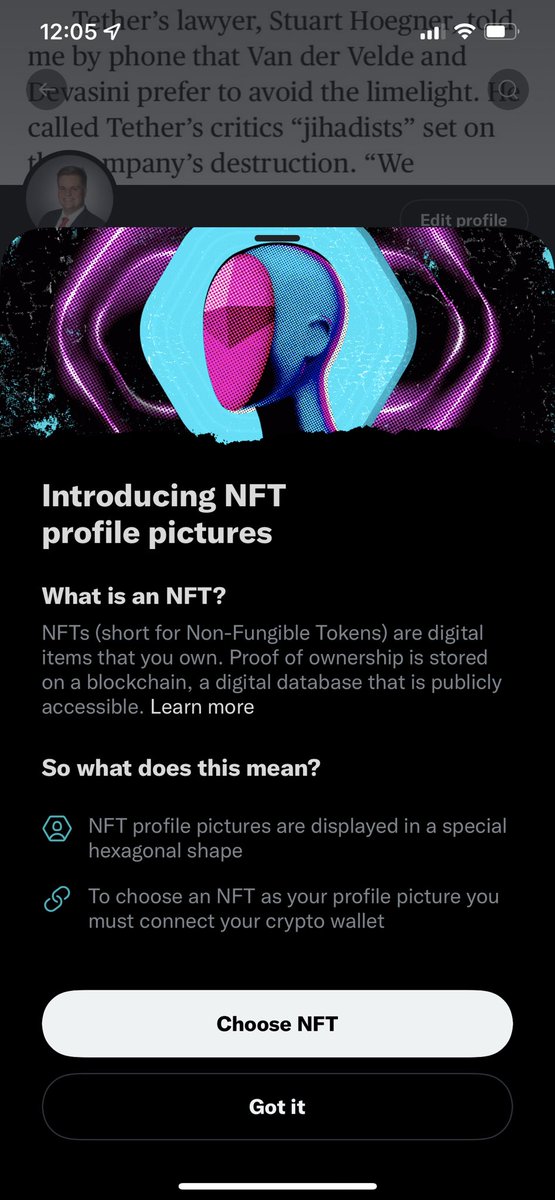 12:05
Tether’s lawyer, Stuart Hoegner, told
me by phone that Van der Velde and
Devasini prefer to avoid the limelight. He
called Tether’s critics “jihadists” set on
the company’s destruction. “We
Edit profile
Introducing NFT
profile pictures
What is an NFT?
NFTs (short for Non-Fungible Tokens) are digital
items that you own. Proof of ownership is stored
on a blockchain, a digital database that is publicly
accessible. Learn more
So what does this mean?
NFT profile pictures are displayed in a special
hexagonal shape
To choose an NFT as your profile picture you
must connect your crypto wallet
Choose NFT
Got it